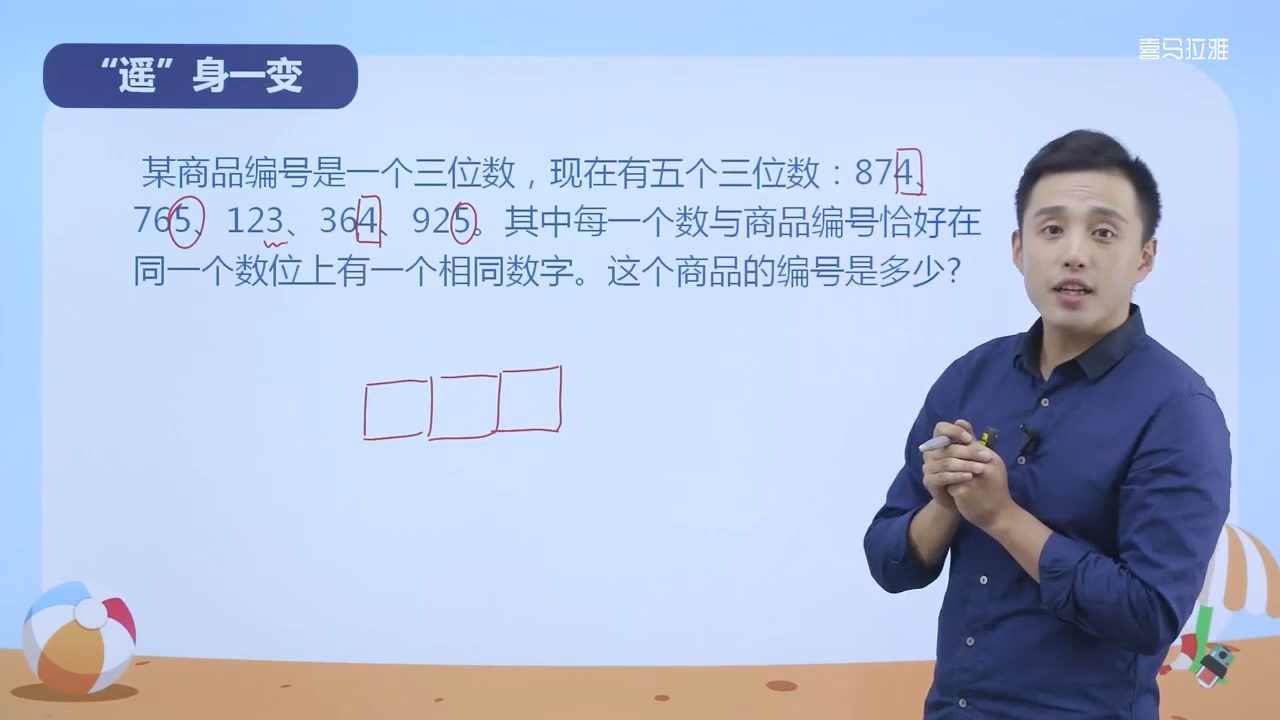 喜马拉雅
“遥”身一变
某商品编号是一个三位数，现在有五个三位数：874、
765、123、364、925。其中每一个数与商品编号恰好在
同一个数位上有一个相同数字。这个商品的编号是多少?